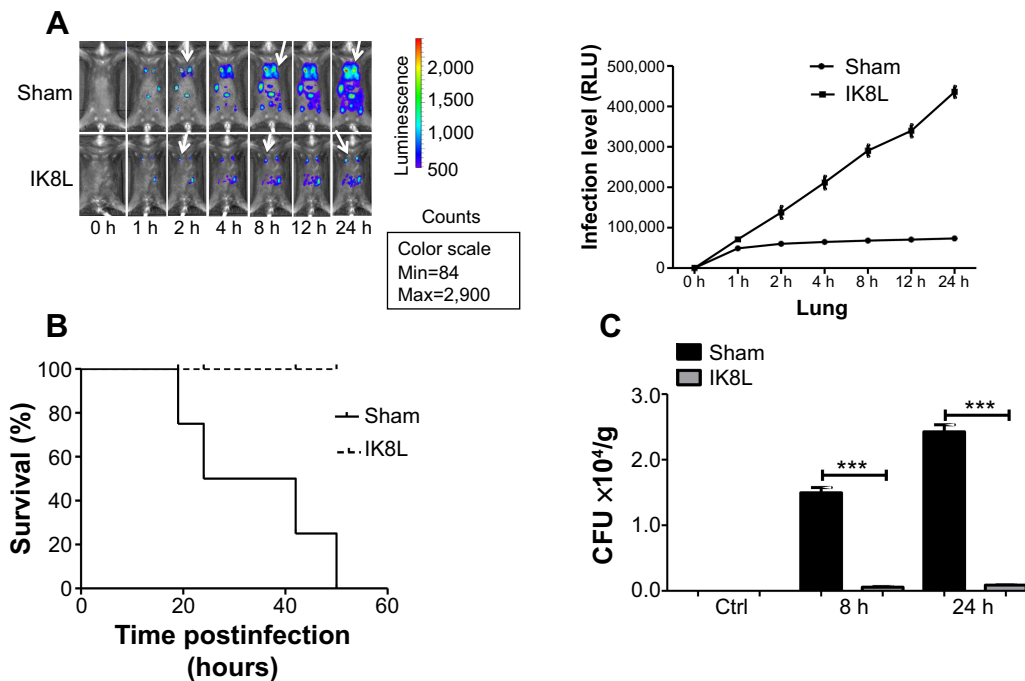 A
Sham
IK8L
0 h 1 h 2 h 4 h 8 h 12 h 24 h
Luminescence
2,000
1,500
1,000
500
Counts
Color scale
Min=84
Max=2,900
Infection level (RLU)
500,000
400,000
300,000
200,000
100,000
0
Sham
IK8L
0 h 1 h 2 h 4 h 8 h 12 h 24 h
Lung
B
Survival (%)
100
80
60
40
20
0
Sham
IK8L
0 20 40 60
Time postinfection
(hours)
C
Sham
IK8L
CFU ×10⁴/g
3.0
2.0
1.0
0.0
***
***
Ctrl 8 h 24 h